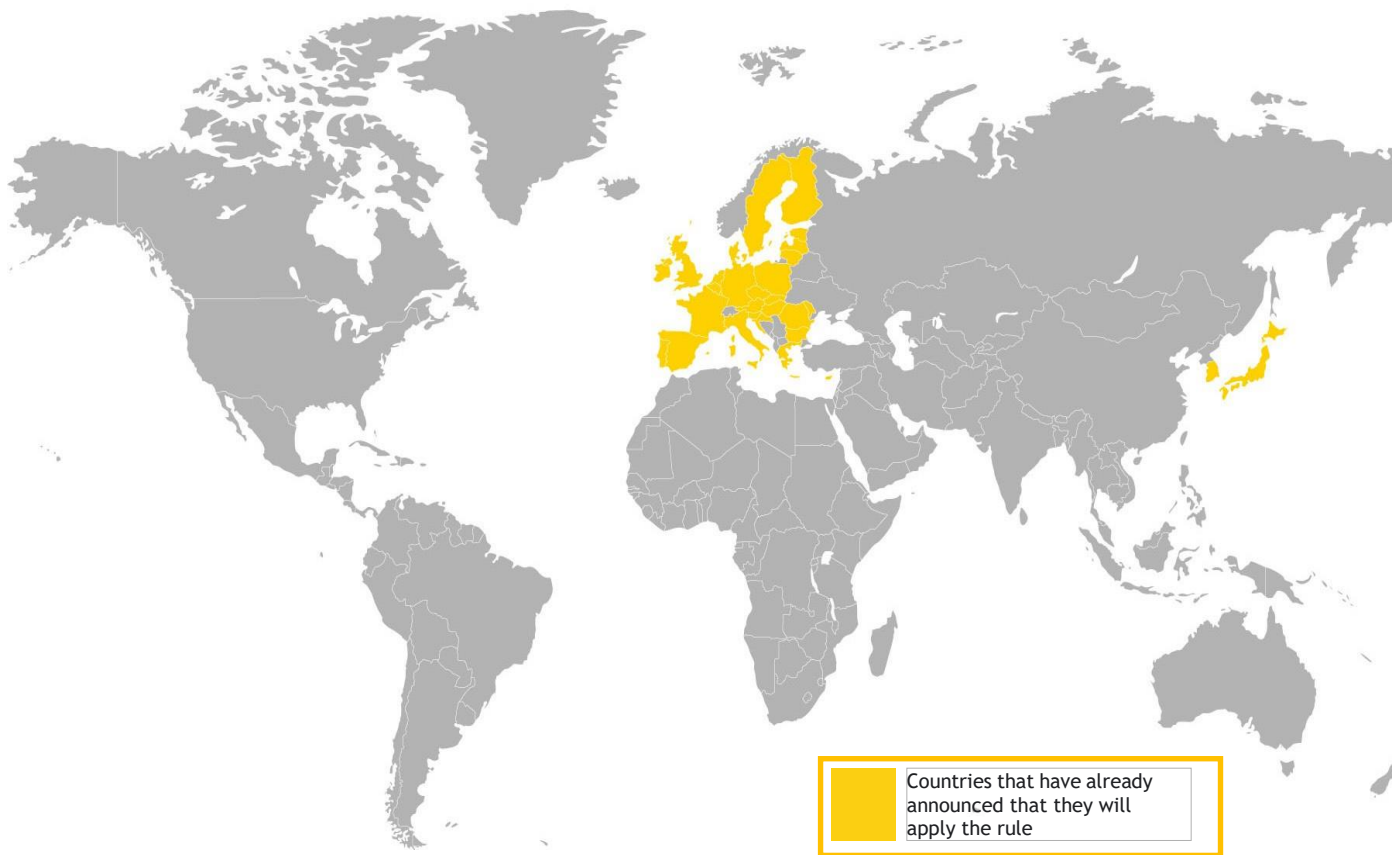 Countries that have already
announced that they will
apply the rule